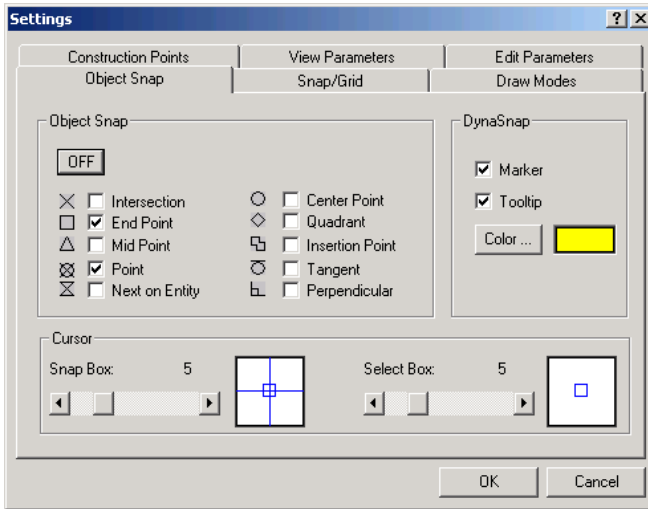 Settings
Construction Points View Parameters Edit Parameters
Object Snap Snap/Grid Draw Modes
Object Snap
OFF
Intersection
End Point
Mid Point
Point
Next on Entity
Center Point
Quadrant
Insertion Point
Tangent
Perpendicular
DynaSnap
Marker
Tooltip
Color ...
Cursor
Snap Box: 5
Select Box: 5
OK Cancel